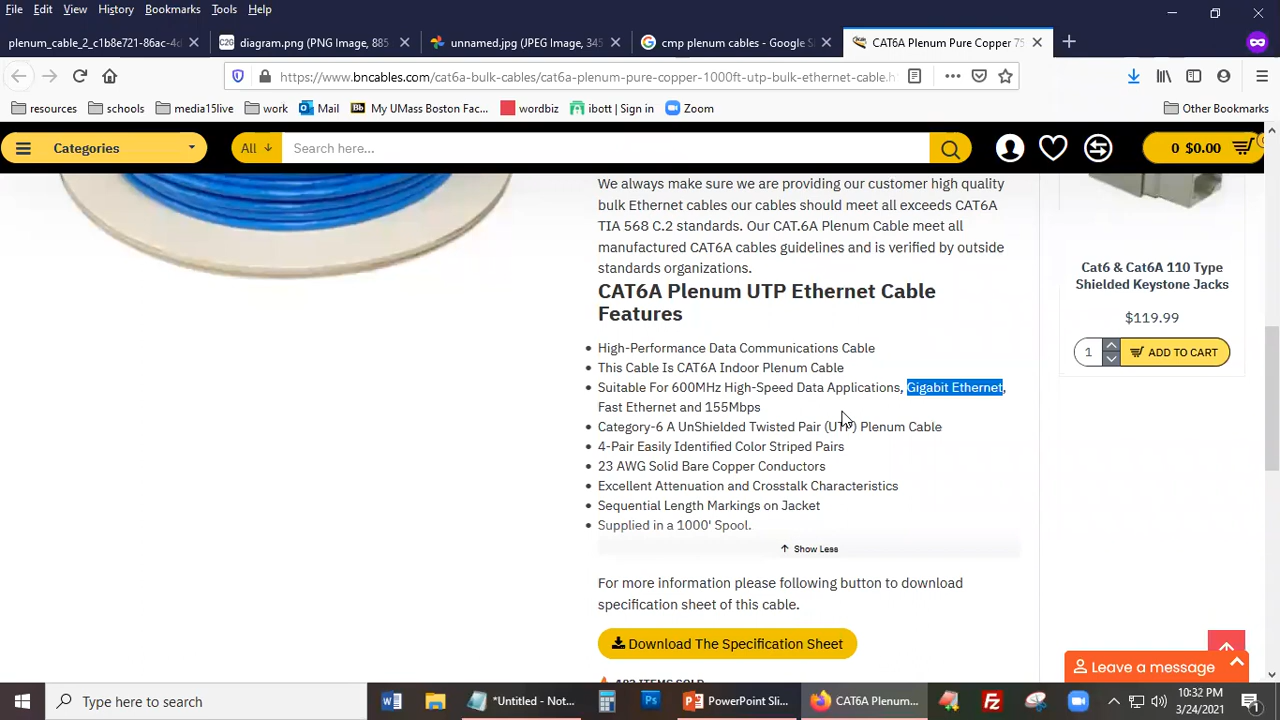 File Edit View History Bookmarks Tools Help
plenum_cable_2_c1b8e721-86ac-4d
diagram.png (PNG Image, 885
unnamed.jpg (JPEG Image, 345
cmp plenum cables - Google S
CAT6A Plenum Pure Copper 75
https://www.bncables.com/cat6a-bulk-cables/cat6a-plenum-pure-copper-1000ft-utp-bulk-ethernet-cable.h
resources schools media15live work Mail My UMass Boston Fac... wordbiz ibott | Sign in Zoom Other Bookmarks
Categories All Search here... 0 $0.00
We always make sure we are providing our customer high quality
bulk Ethernet cables our cables should meet all exceeds CAT6A
TIA 568 C.2 standards. Our CAT.6A Plenum Cable meet all
manufactured CAT6A cables guidelines and is verified by outside
standards organizations.
CAT6A Plenum UTP Ethernet Cable
Features
High-Performance Data Communications Cable
This Cable Is CAT6A Indoor Plenum Cable
Suitable For 600MHz High-Speed Data Applications, Gigabit Ethernet,
Fast Ethernet and 155Mbps
Category-6 A UnShielded Twisted Pair (UTP) Plenum Cable
4-Pair Easily Identified Color Striped Pairs
23 AWG Solid Bare Copper Conductors
Excellent Attenuation and Crosstalk Characteristics
Sequential Length Markings on Jacket
Supplied in a 1000' Spool.
Show Less
For more information please following button to download
specification sheet of this cable.
Download The Specification Sheet
Cat6 & Cat6A 110 Type
Shielded Keystone Jacks
$119.99
1 ADD TO CART
Leave a message
Type here to search
*Untitled - Not...
PowerPoint Sli...
CAT6A Plenum...
10:32 PM
3/24/2021